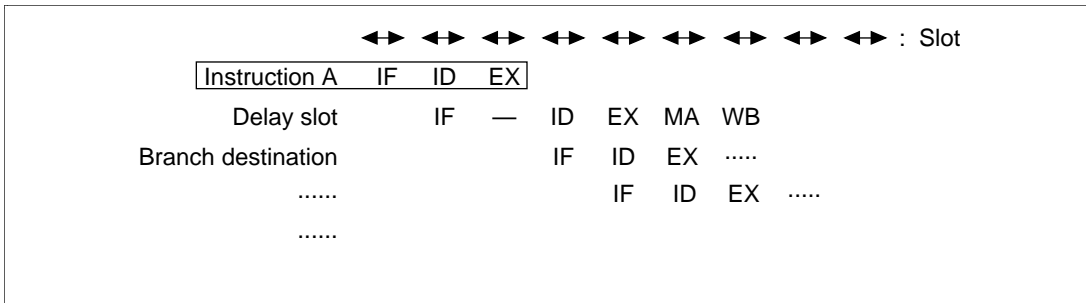 : Slot
Instruction A IF ID EX
Delay slot IF — ID EX MA WB
Branch destination IF ID EX .....
...... IF ID EX .....
......